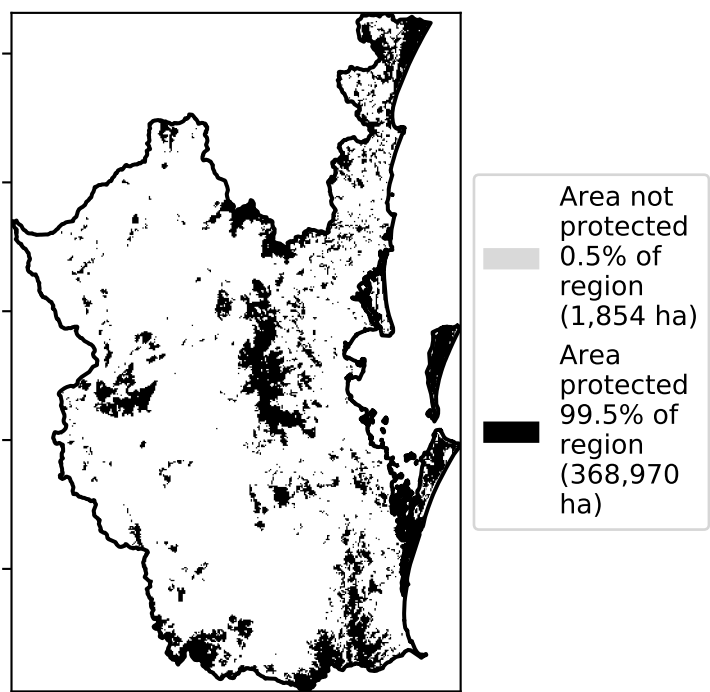 Area not
protected
0.5% of
region
(1,854 ha)
Area
protected
99.5% of
region
(368,970
ha)